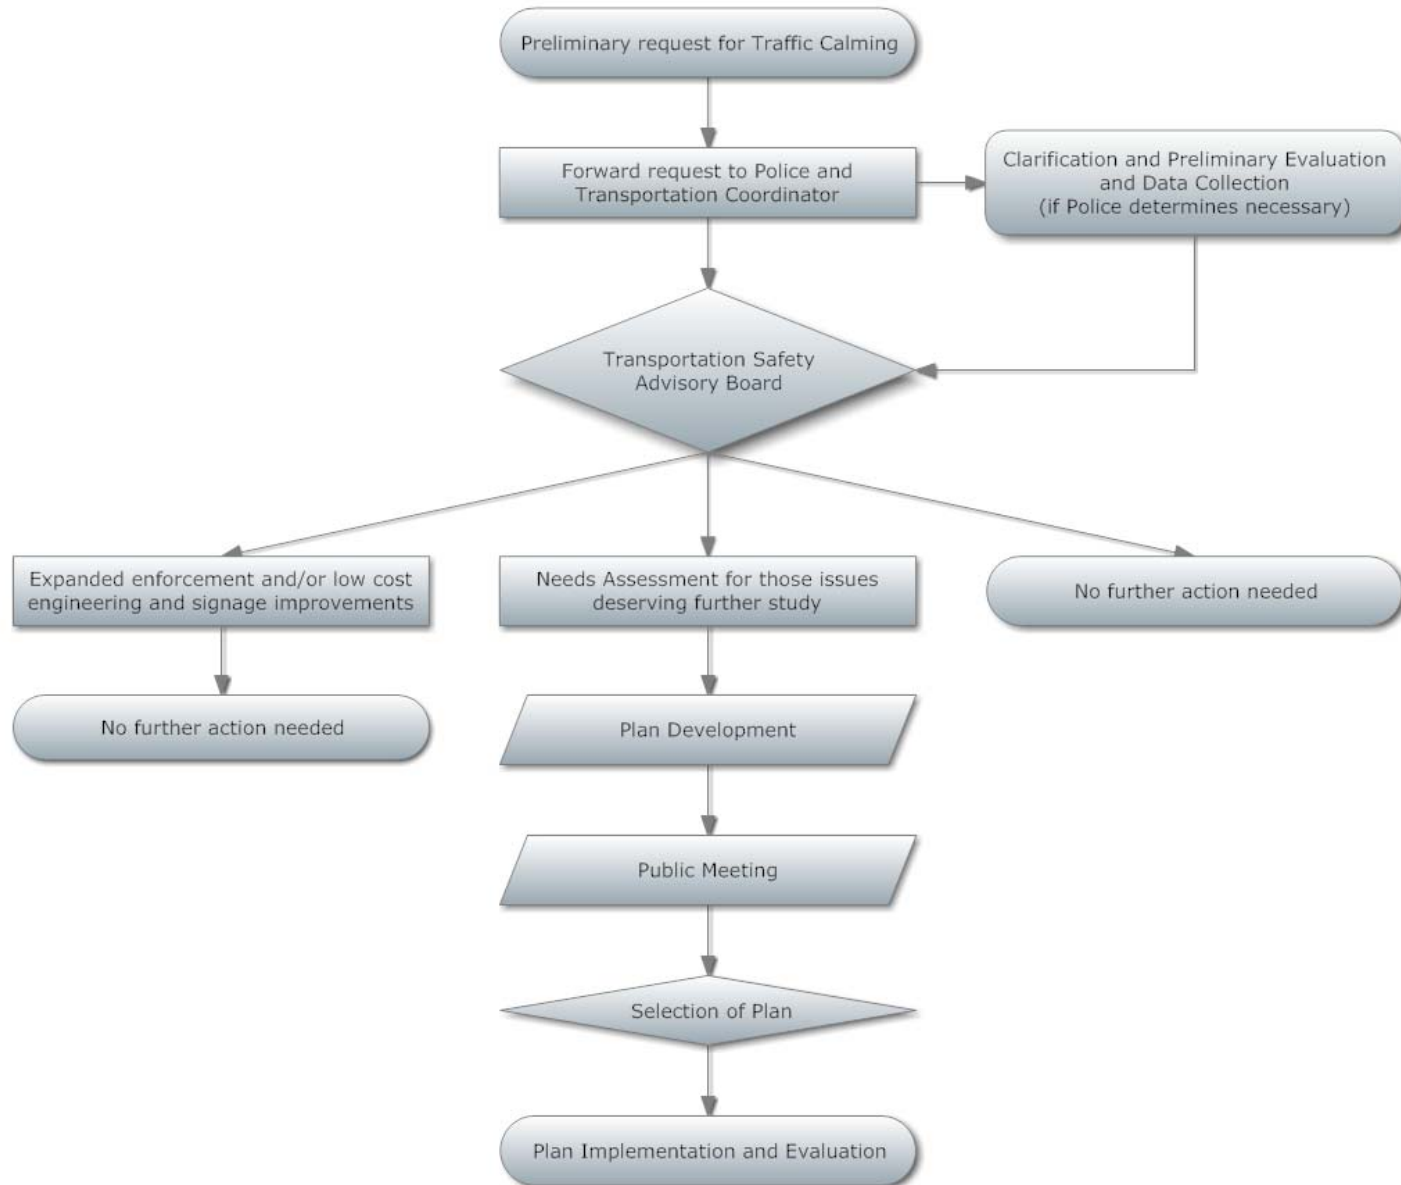 Preliminary request for Traffic Calming
Forward request to Police and
Transportation Coordinator
Clarification and Preliminary Evaluation
and Data Collection
(if Police determines necessary)
Transportation Safety
Advisory Board
Expanded enforcement and/or low cost
engineering and signage improvements
Needs Assessment for those issues
deserving further study
No further action needed
No further action needed
Plan Development
Public Meeting
Selection of Plan
Plan Implementation and Evaluation